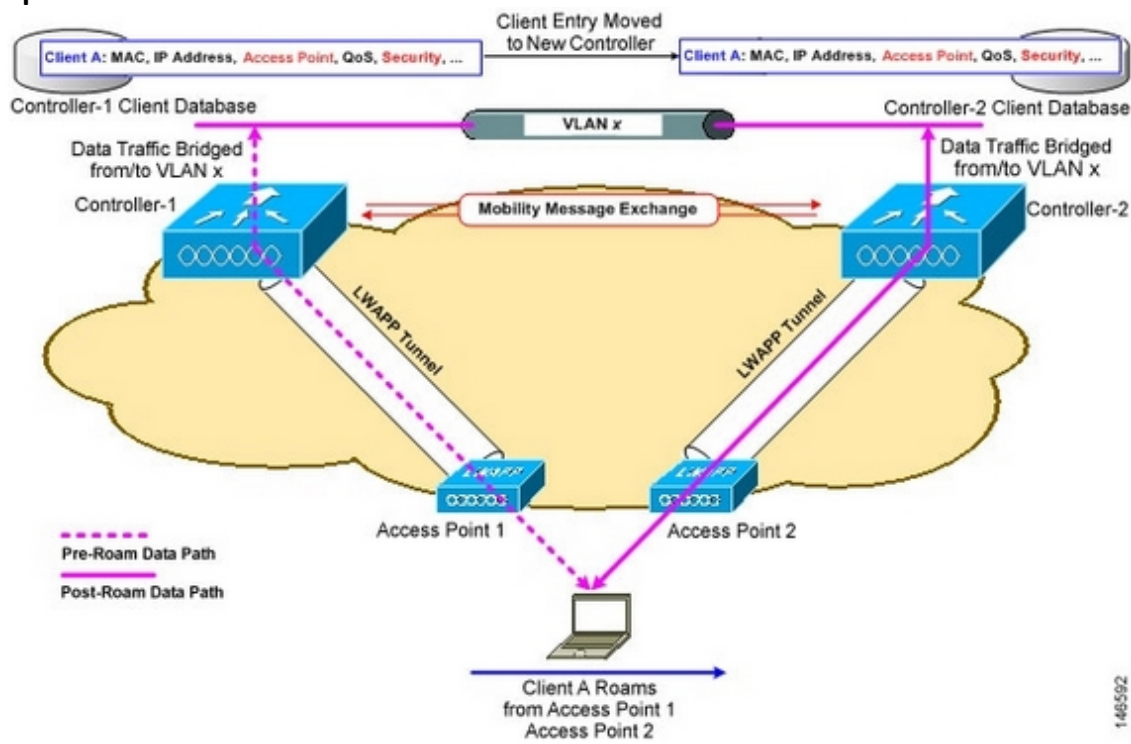 Client Entry Moved
to New Controller
Client A: MAC, IP Address, Access Point, QoS, Security, ...
Client A: MAC, IP Address, Access Point, QoS, Security, ...
Controller-1 Client Database
Controller-2 Client Database
VLAN x
Data Traffic Bridged
from/to VLAN x
Data Traffic Bridged
from/to VLAN x
Controller-1
Mobility Message Exchange
Controller-2
LWAPP Tunnel
LWAPP Tunnel
LWAPP
LWAPP
Access Point 1
Access Point 2
Pre-Roam Data Path
Post-Roam Data Path
Client A Roams
from Access Point 1
Access Point 2
146592